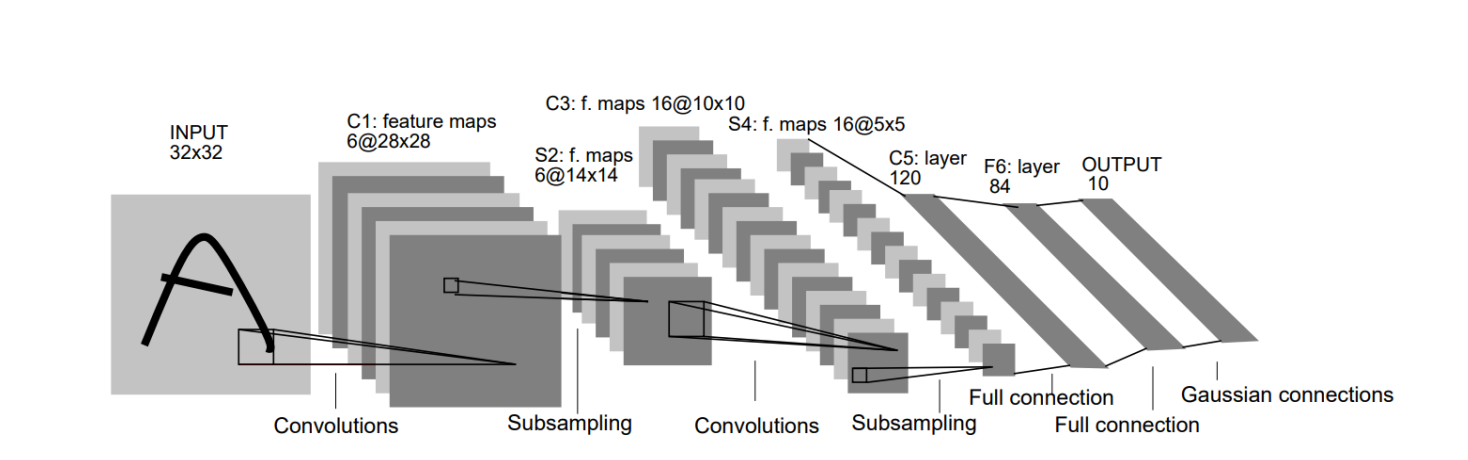 INPUT
32x32
C1: feature maps
6@28x28
S2: f. maps
6@14x14
C3: f. maps 16@10x10
S4: f. maps 16@5x5
C5: layer
120
F6: layer
84
OUTPUT
10
Convolutions
Subsampling
Convolutions
Subsampling
Full connection
Full connection
Gaussian connections